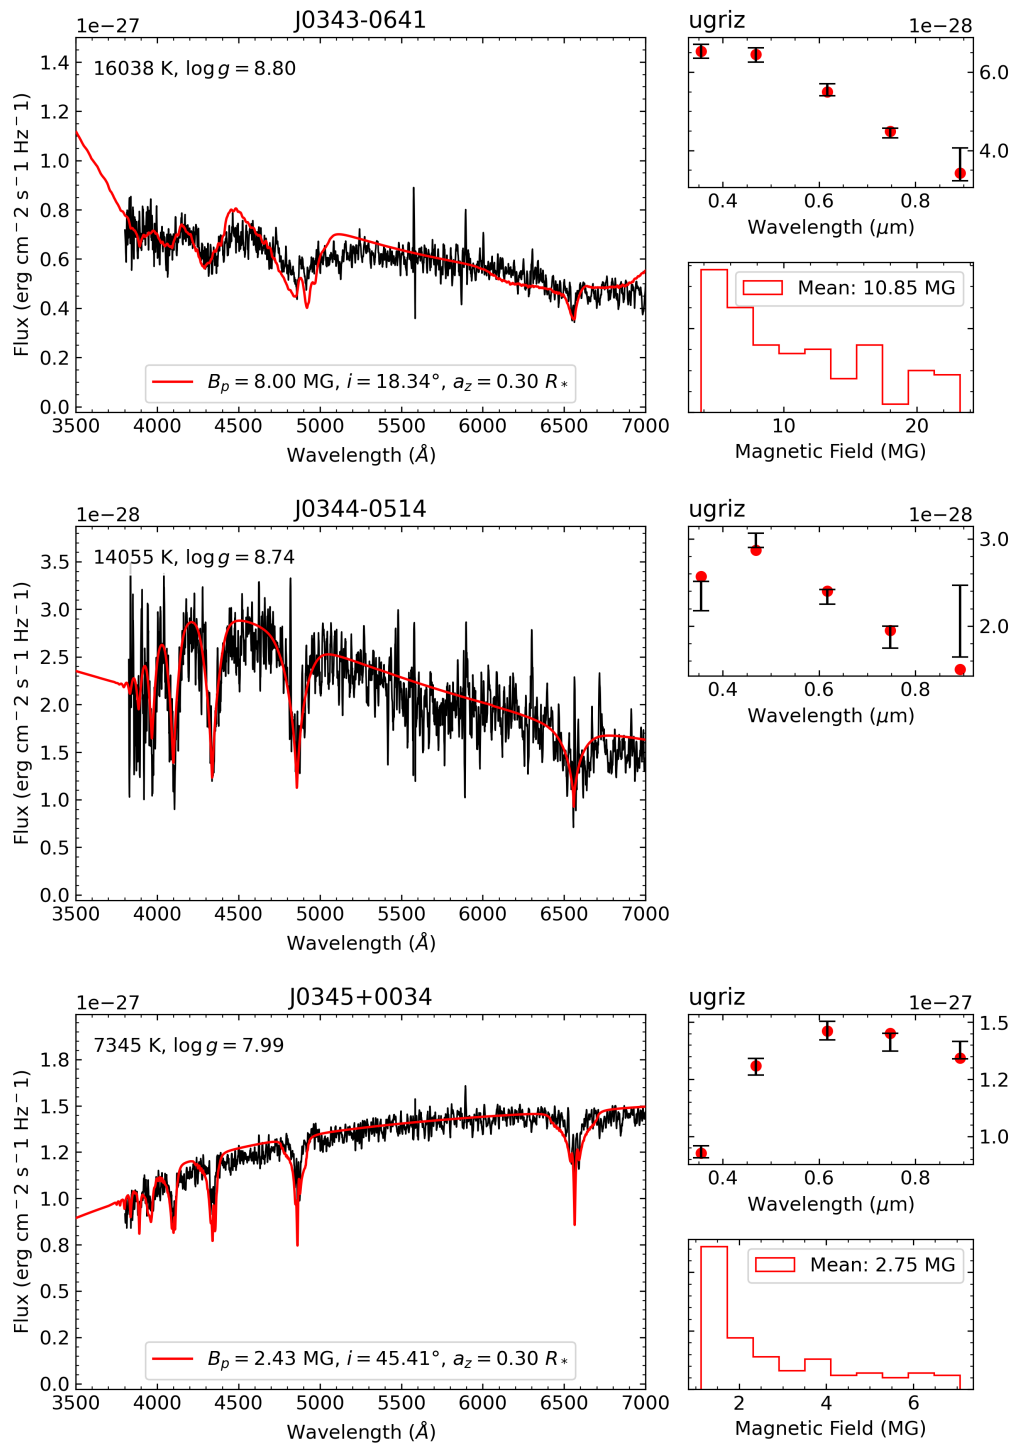 J0343-0641
1e−27
16038 K, log g = 8.80
1.4
1.2
1.0
0.8
0.6
0.4
0.2
0.0
Flux (erg cm−2 s−1 Hz−1)
B_p = 8.00 MG, i = 18.34°, a_z = 0.30 R_*
3500 4000 4500 5000 5500 6000 6500 7000
Wavelength (Å)
ugriz
1e−28
6.0
4.0
0.4 0.6 0.8
Wavelength (μm)
Mean: 10.85 MG
10 20
Magnetic Field (MG)
J0344-0514
1e−28
14055 K, log g = 8.74
3.5
3.0
2.5
2.0
1.5
1.0
0.5
0.0
Flux (erg cm−2 s−1 Hz−1)
3500 4000 4500 5000 5500 6000 6500 7000
Wavelength (Å)
ugriz
1e−28
3.0
2.0
0.4 0.6 0.8
Wavelength (μm)
J0345+0034
1e−27
7345 K, log g = 7.99
1.8
1.5
1.2
1.0
0.8
0.5
0.2
0.0
Flux (erg cm−2 s−1 Hz−1)
B_p = 2.43 MG, i = 45.41°, a_z = 0.30 R_*
3500 4000 4500 5000 5500 6000 6500 7000
Wavelength (Å)
ugriz
1e−27
1.5
1.2
1.0
0.4 0.6 0.8
Wavelength (μm)
Mean: 2.75 MG
2 4 6
Magnetic Field (MG)